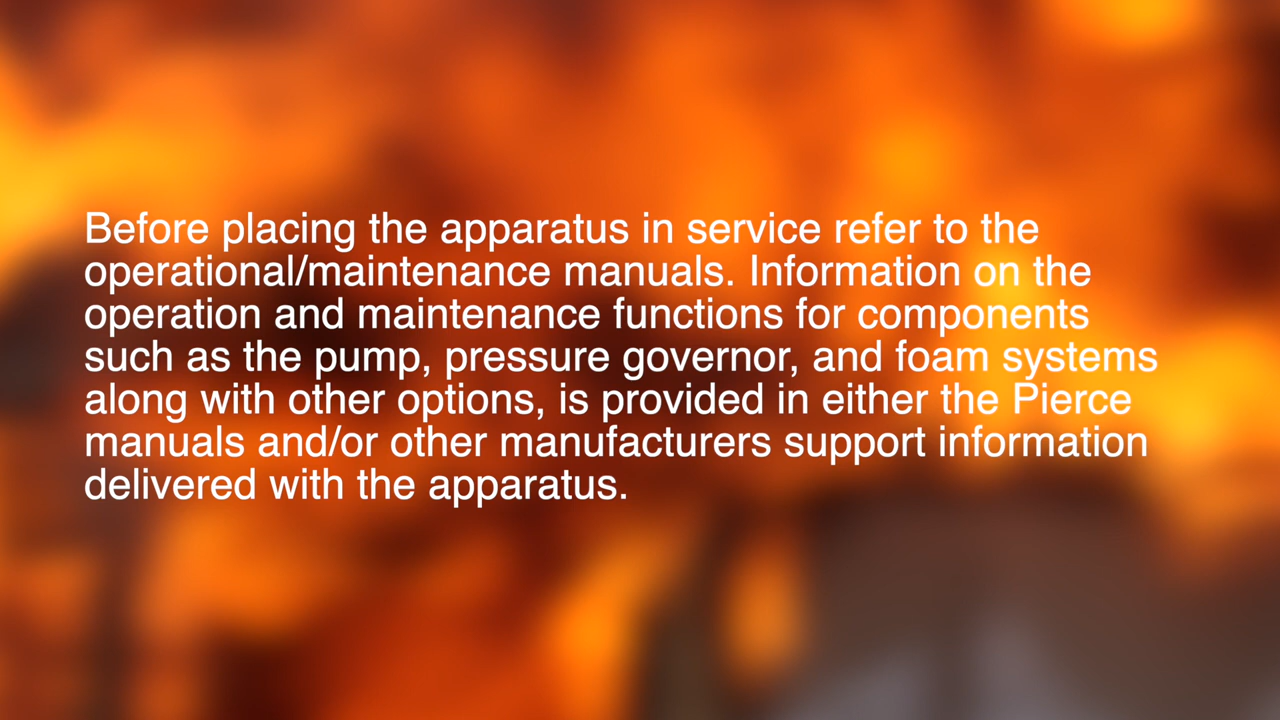 Before placing the apparatus in service refer to the
operational/maintenance manuals. Information on the
operation and maintenance functions for components
such as the pump, pressure governor, and foam systems
along with other options, is provided in either the Pierce
manuals and/or other manufacturers support information
delivered with the apparatus.